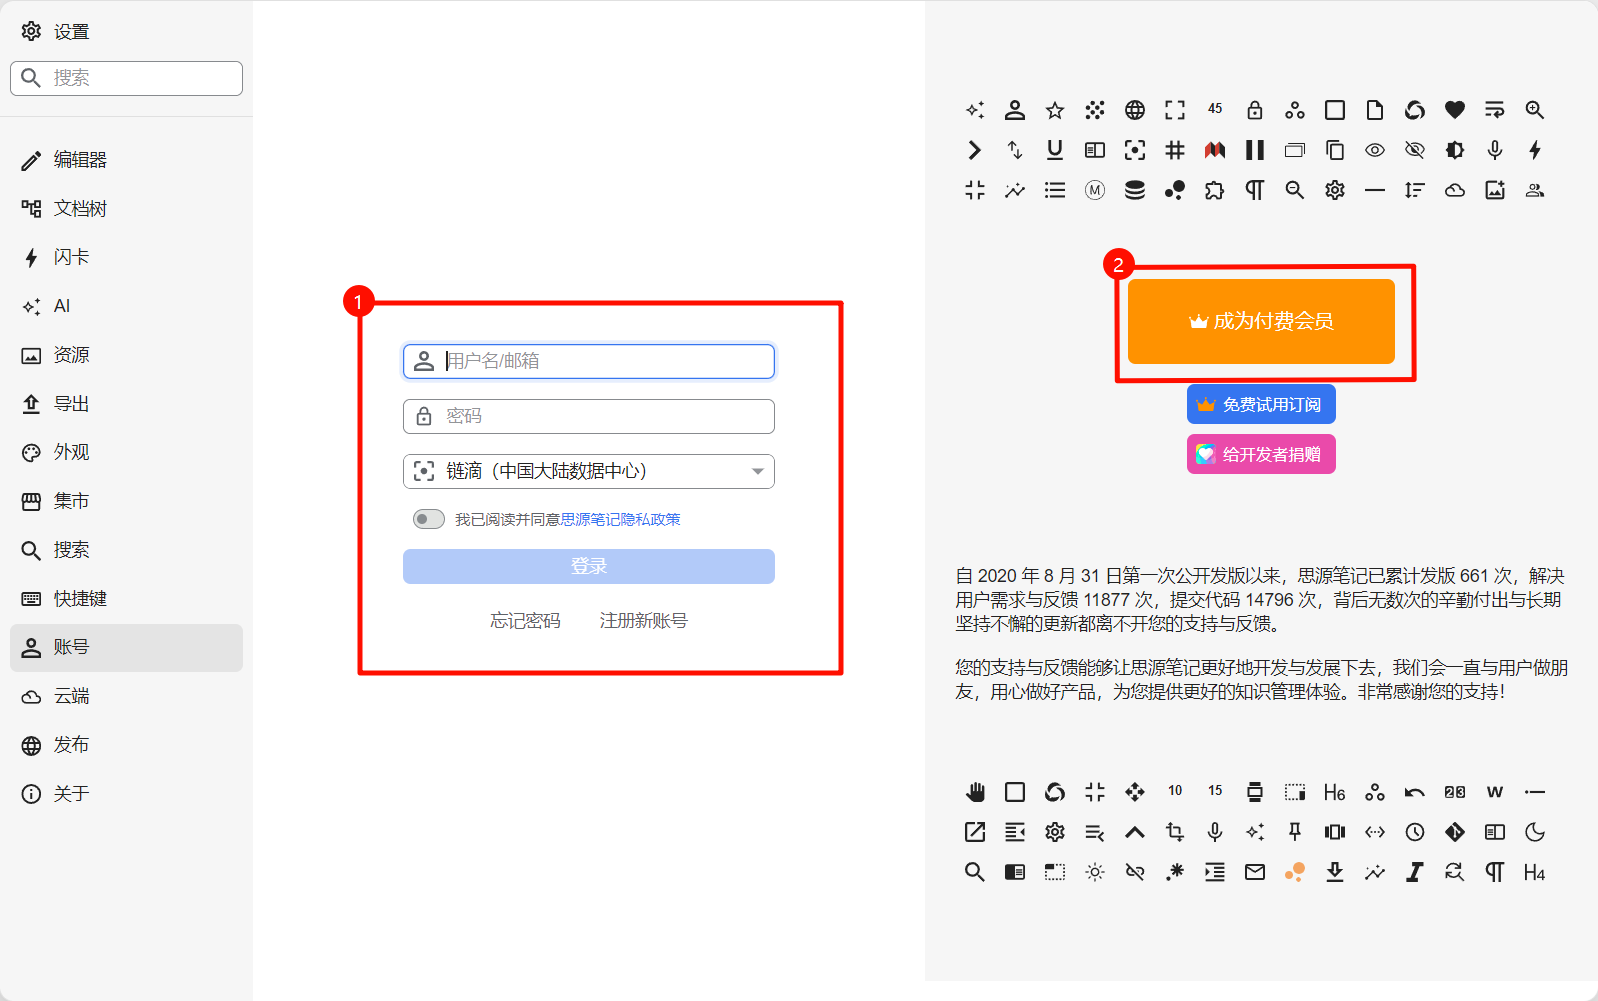 设置
搜索
编辑器
文档树
闪卡
AI
资源
导出
外观
集市
搜索
快捷键
账号
云端
发布
关于
1
用户名/邮箱
密码
链滴（中国大陆数据中心）
我已阅读并同意思源笔记隐私政策
登录
忘记密码 注册新账号
45
M
2
成为付费会员
免费试用订阅
给开发者捐赠
自 2020 年 8 月 31 日第一次公开发版以来，思源笔记已累计发版 661 次，解决
用户需求与反馈 11877 次，提交代码 14796 次，背后无数次的辛勤付出与长期
坚持不懈的更新都离不开您的支持与反馈。
您的支持与反馈能够让思源笔记更好地开发与发展下去，我们会一直与用户做朋
友，用心做好产品，为您提供更好的知识管理体验。非常感谢您的支持！
10 15 H6 23 W
H4